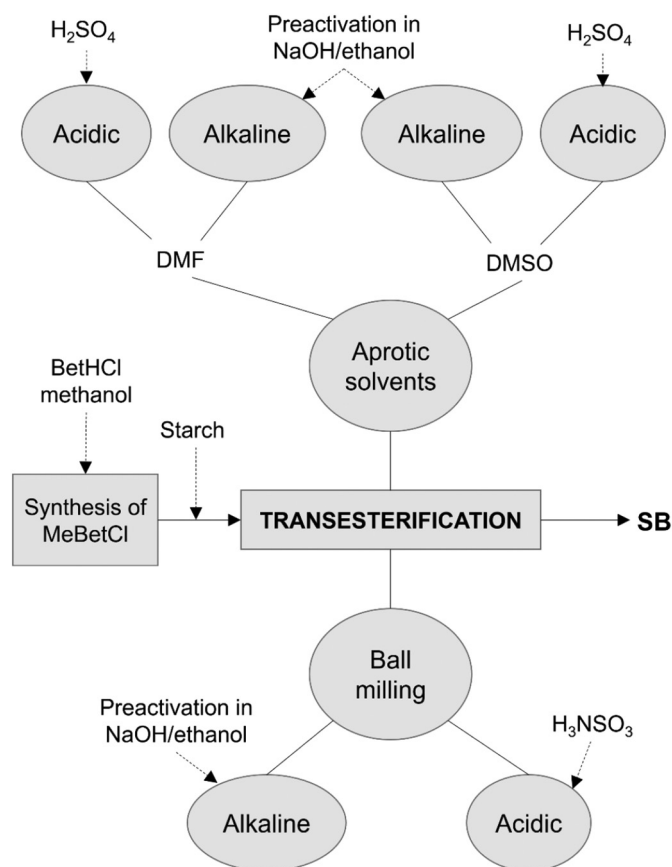 H₂SO₄
Preactivation in
NaOH/ethanol
H₂SO₄
Acidic
Alkaline
Alkaline
Acidic
DMF
DMSO
Aprotic
solvents
BetHCl
methanol
Starch
Synthesis of
MeBetCl
TRANSESTERIFICATION
SB
Ball
milling
Preactivation in
NaOH/ethanol
H₃NSO₃
Alkaline
Acidic